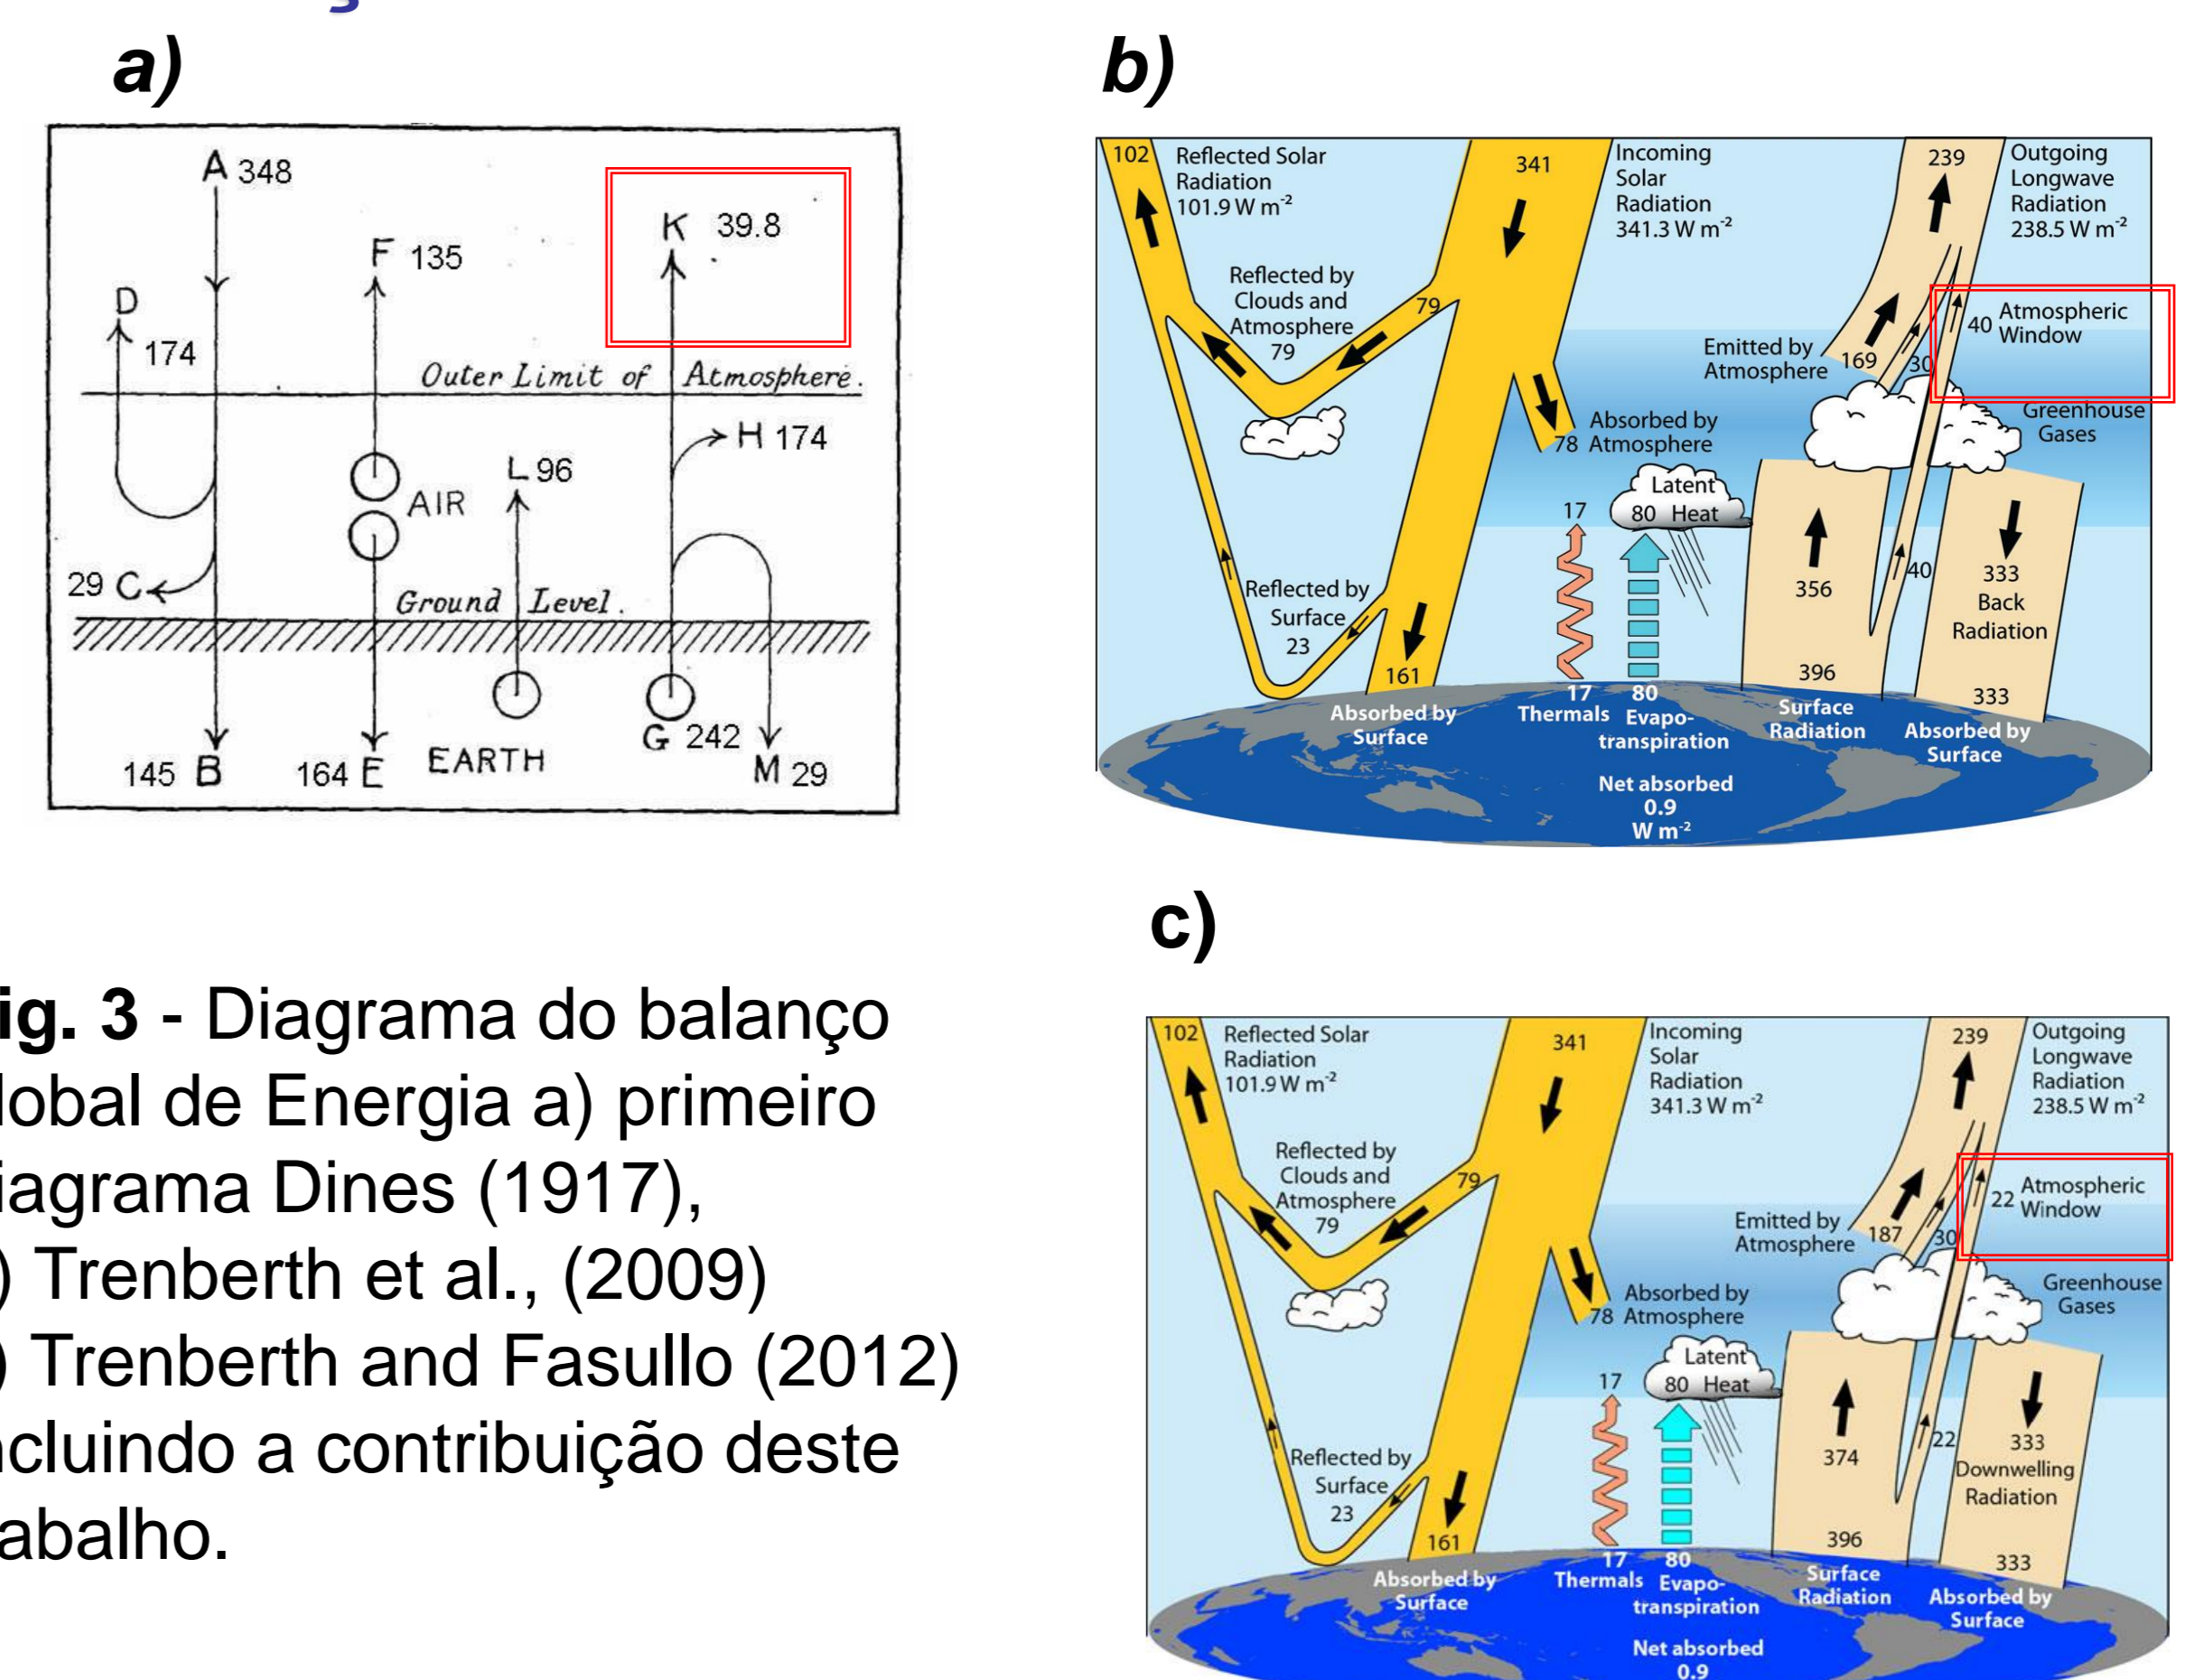 a)
A 348
D
174
F 135
K 39.8
Outer Limit of Atmosphere.
H 174
AIR
L 96
29 C
Ground Level.
145 B
164 E
EARTH
G 242
M 29
b)
102
Reflected Solar
Radiation
101.9 W m-2
341
Incoming
Solar
Radiation
341.3 W m-2
239
Outgoing
Longwave
Radiation
238.5 W m-2
Reflected by
Clouds and
Atmosphere
79
79
Emitted by
Atmosphere
169
30
40
Atmospheric
Window
Greenhouse
Gases
Absorbed by
78 Atmosphere
Latent
80 Heat
17
Reflected by
Surface
23
356
40
333
Back
Radiation
161
396
333
Absorbed by
Surface
17
Thermals
80
Evapo-
transpiration
Surface
Radiation
Absorbed by
Surface
Net absorbed
0.9
W m-2
c)
102
Reflected Solar
Radiation
101.9 W m-2
341
Incoming
Solar
Radiation
341.3 W m-2
239
Outgoing
Longwave
Radiation
238.5 W m-2
Reflected by
Clouds and
Atmosphere
79
79
Emitted by
Atmosphere
187
30
22
Atmospheric
Window
Greenhouse
Gases
Absorbed by
78 Atmosphere
Latent
80 Heat
17
Reflected by
Surface
23
374
22
333
Downwelling
Radiation
161
396
333
Absorbed by
Surface
17
Thermals
80
Evapo-
transpiration
Surface
Radiation
Absorbed by
Surface
Net absorbed
0.9
ig. 3 - Diagrama do balanço
lobal de Energia a) primeiro
iagrama Dines (1917),
) Trenberth et al., (2009)
) Trenberth and Fasullo (2012)
ncluindo a contribuição deste
abalho.